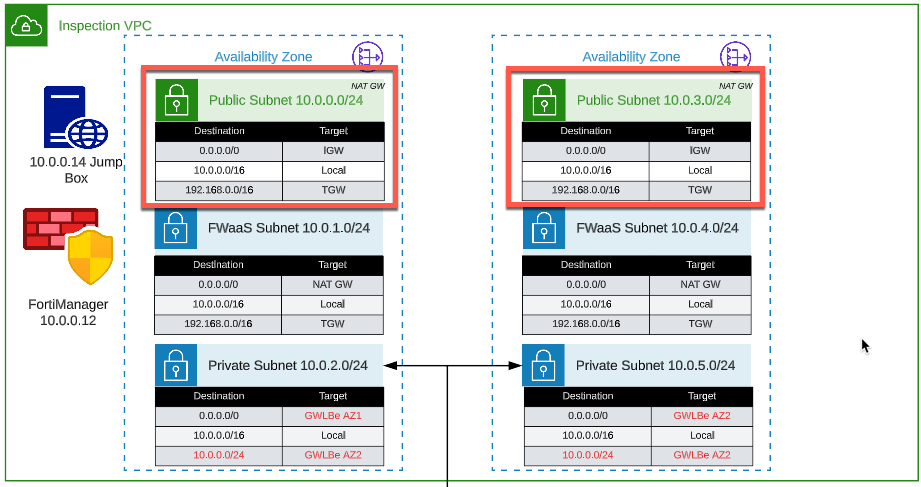 Inspection VPC
Availability Zone
NAT GW
Public Subnet 10.0.0.0/24
Destination Target
0.0.0.0/0 IGW
10.0.0.0/16 Local
192.168.0.0/16 TGW
FWaaS Subnet 10.0.1.0/24
Destination Target
0.0.0.0/0 NAT GW
10.0.0.0/16 Local
192.168.0.0/16 TGW
Private Subnet 10.0.2.0/24
Destination Target
0.0.0.0/0 GWLBe AZ1
10.0.0.0/16 Local
10.0.0.0/24 GWLBe AZ2
Availability Zone
NAT GW
Public Subnet 10.0.3.0/24
Destination Target
0.0.0.0/0 IGW
10.0.0.0/16 Local
192.168.0.0/16 TGW
FWaaS Subnet 10.0.4.0/24
Destination Target
0.0.0.0/0 NAT GW
10.0.0.0/16 Local
192.168.0.0/16 TGW
Private Subnet 10.0.5.0/24
Destination Target
0.0.0.0/0 GWLBe AZ2
10.0.0.0/16 Local
10.0.0.0/24 GWLBe AZ2
10.0.0.14 Jump
Box
FortiManager
10.0.0.12